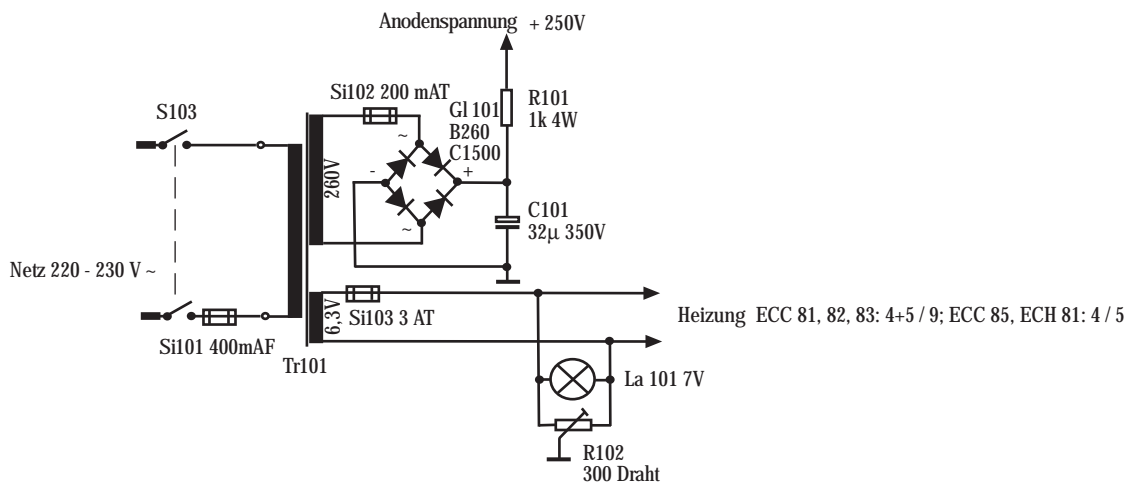 Anodenspannung + 250V
Si102 200 mAT
Gl 101
B260
C1500
R101
1k 4W
S103
~
-
+
260V
~
C101
32µ 350V
Netz 220 - 230 V ~
6,3V
Si103 3 AT
Heizung ECC 81, 82, 83: 4+5 / 9; ECC 85, ECH 81: 4 / 5
Si101 400mAF
Tr101
La 101 7V
R102
300 Draht